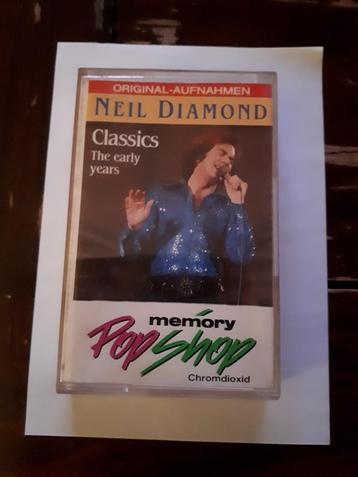 ORIGINAL-AUFNAHMEN
NEIL DIAMOND
Classics
The early
years
memory
Pop Shop
Chromdioxid